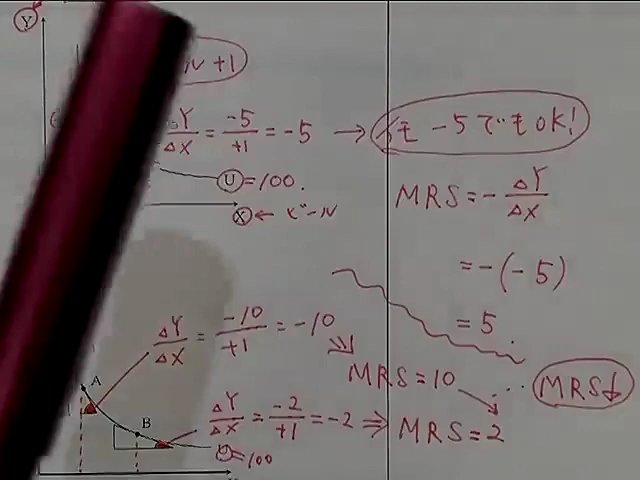 Y
ル +1
ΔY/ΔX = -5/+1 = -5 → -5でもOK!
U = 100.
X ← ビール
MRS = - ΔY/ΔX
= -(-5)
= 5.
ΔY/ΔX = -10/+1 = -10
⇒ MRS = 10
... MRS↓
A
B
ΔY/ΔX = -2/+1 = -2 ⇒ MRS = 2
U = 100